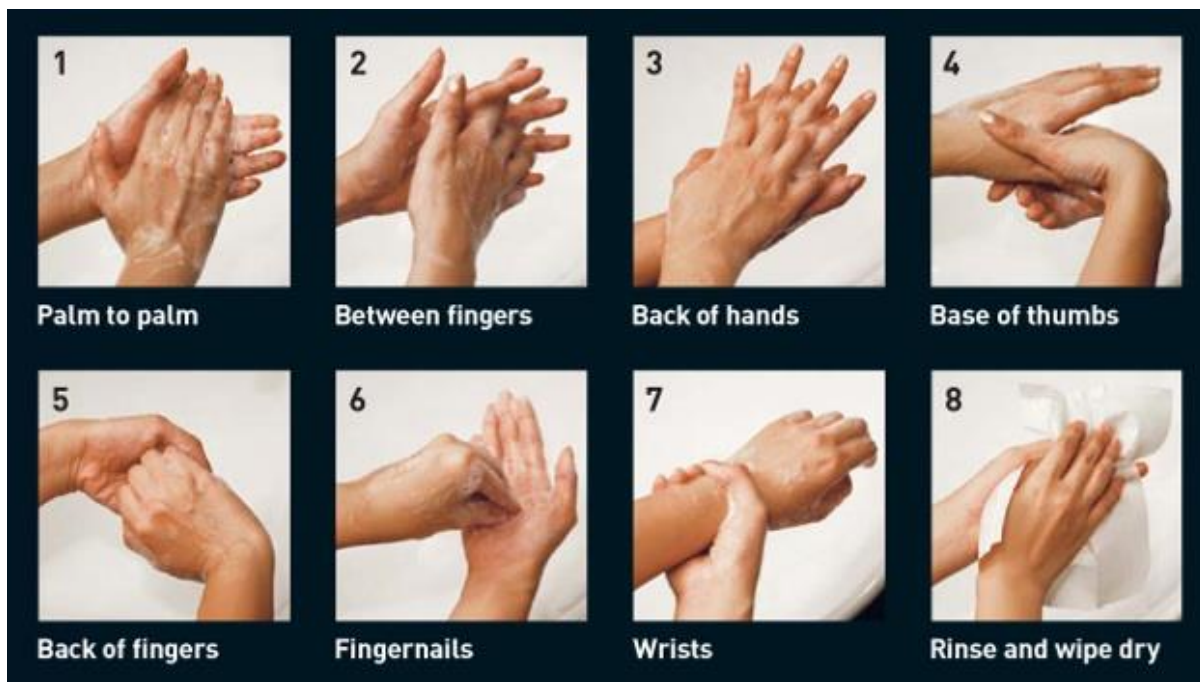 1
2
3
4
Palm to palm
Between fingers
Back of hands
Base of thumbs
5
6
7
8
Back of fingers
Fingernails
Wrists
Rinse and wipe dry